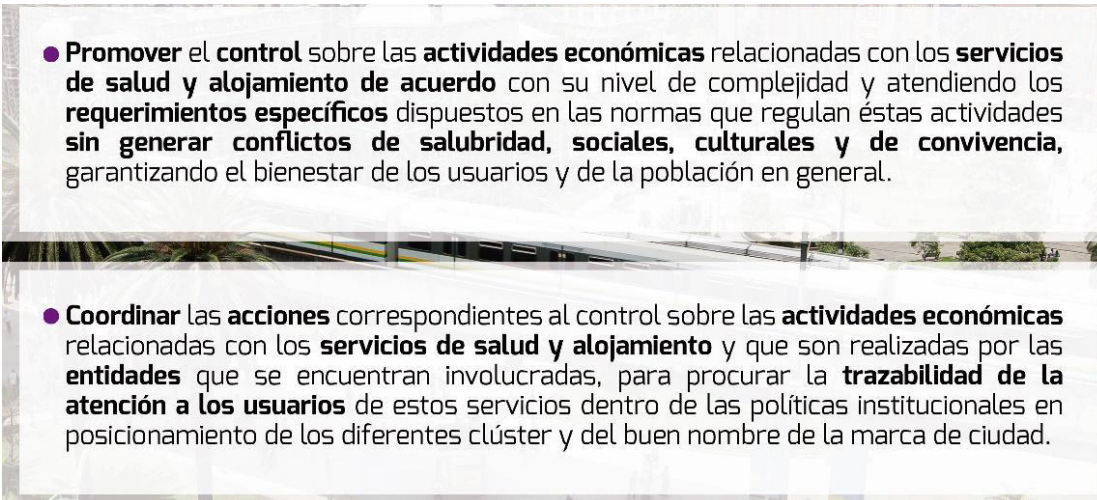 ● Promover el control sobre las actividades económicas relacionadas con los servicios
de salud y alojamiento de acuerdo con su nivel de complejidad y atendiendo los
requerimientos específicos dispuestos en las normas que regulan éstas actividades
sin generar conflictos de salubridad, sociales, culturales y de convivencia,
garantizando el bienestar de los usuarios y de la población en general.
● Coordinar las acciones correspondientes al control sobre las actividades económicas
relacionadas con los servicios de salud y alojamiento y que son realizadas por las
entidades que se encuentran involucradas, para procurar la trazabilidad de la
atención a los usuarios de estos servicios dentro de las políticas institucionales en
posicionamiento de los diferentes clúster y del buen nombre de la marca de ciudad.